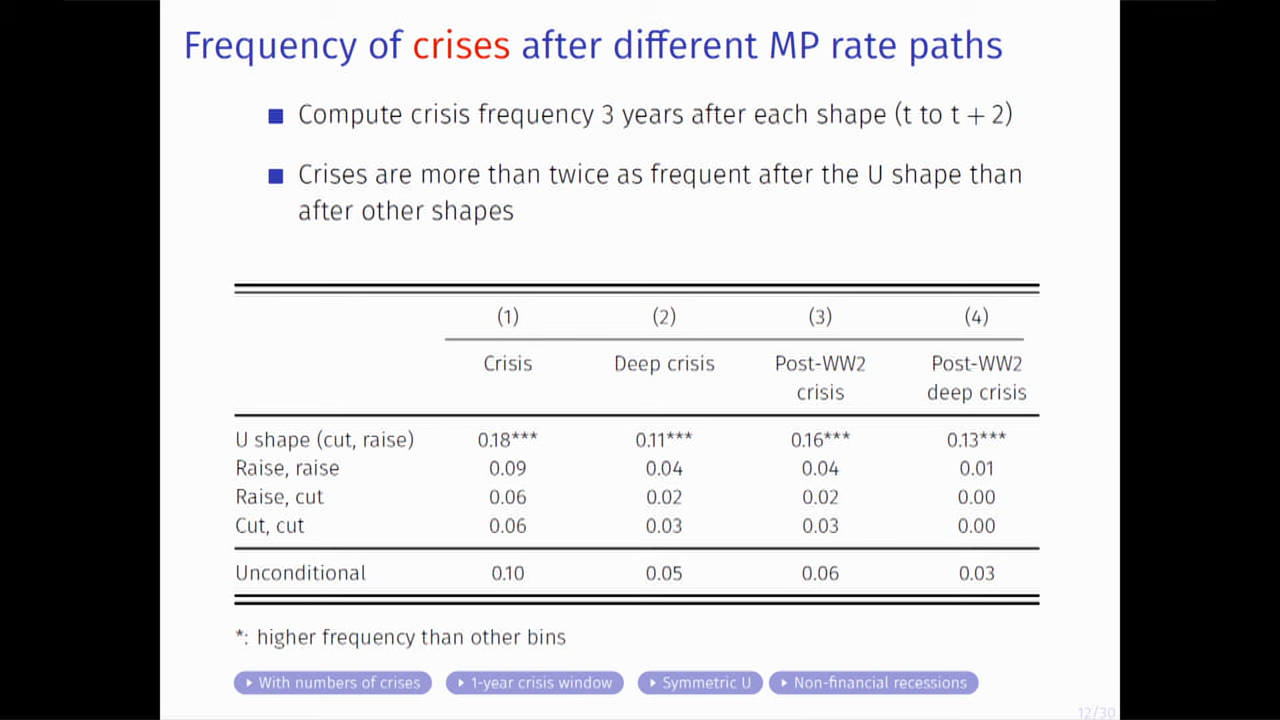 Frequency of crises after different MP rate paths
Compute crisis frequency 3 years after each shape (t to t + 2)
Crises are more than twice as frequent after the U shape than
after other shapes
(1) (2) (3) (4)
Crisis Deep crisis Post-WW2 Post-WW2
crisis deep crisis
U shape (cut, raise) 0.18*** 0.11*** 0.16*** 0.13***
Raise, raise 0.09 0.04 0.04 0.01
Raise, cut 0.06 0.02 0.02 0.00
Cut, cut 0.06 0.03 0.03 0.00
Unconditional 0.10 0.05 0.06 0.03
*: higher frequency than other bins
With numbers of crises 1-year crisis window Symmetric U Non-financial recessions
12/30